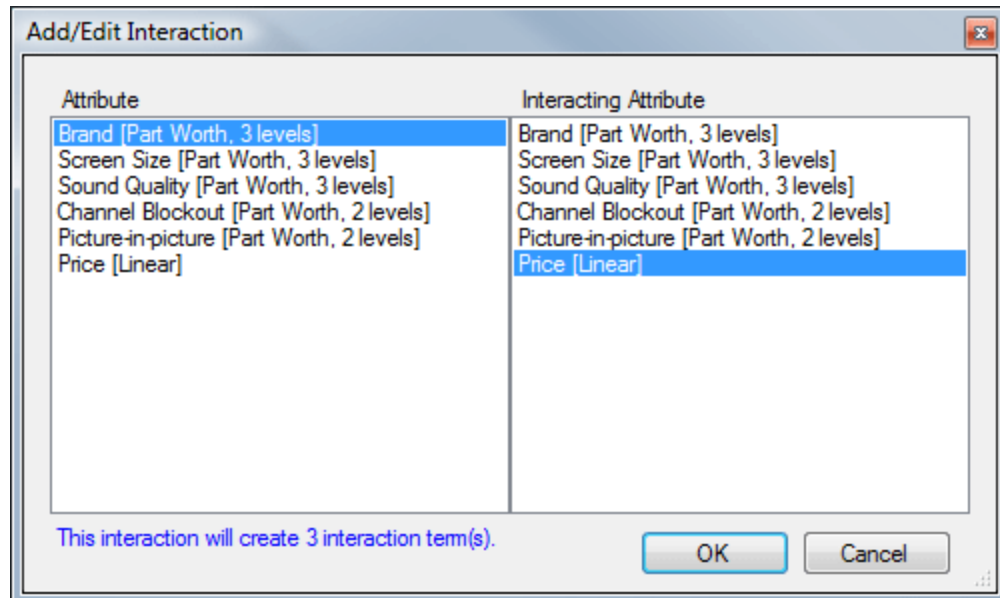 Add/Edit Interaction
Attribute
Brand [Part Worth, 3 levels]
Screen Size [Part Worth, 3 levels]
Sound Quality [Part Worth, 3 levels]
Channel Blockout [Part Worth, 2 levels]
Picture-in-picture [Part Worth, 2 levels]
Price [Linear]
Interacting Attribute
Brand [Part Worth, 3 levels]
Screen Size [Part Worth, 3 levels]
Sound Quality [Part Worth, 3 levels]
Channel Blockout [Part Worth, 2 levels]
Picture-in-picture [Part Worth, 2 levels]
Price [Linear]
This interaction will create 3 interaction term(s).
OK
Cancel